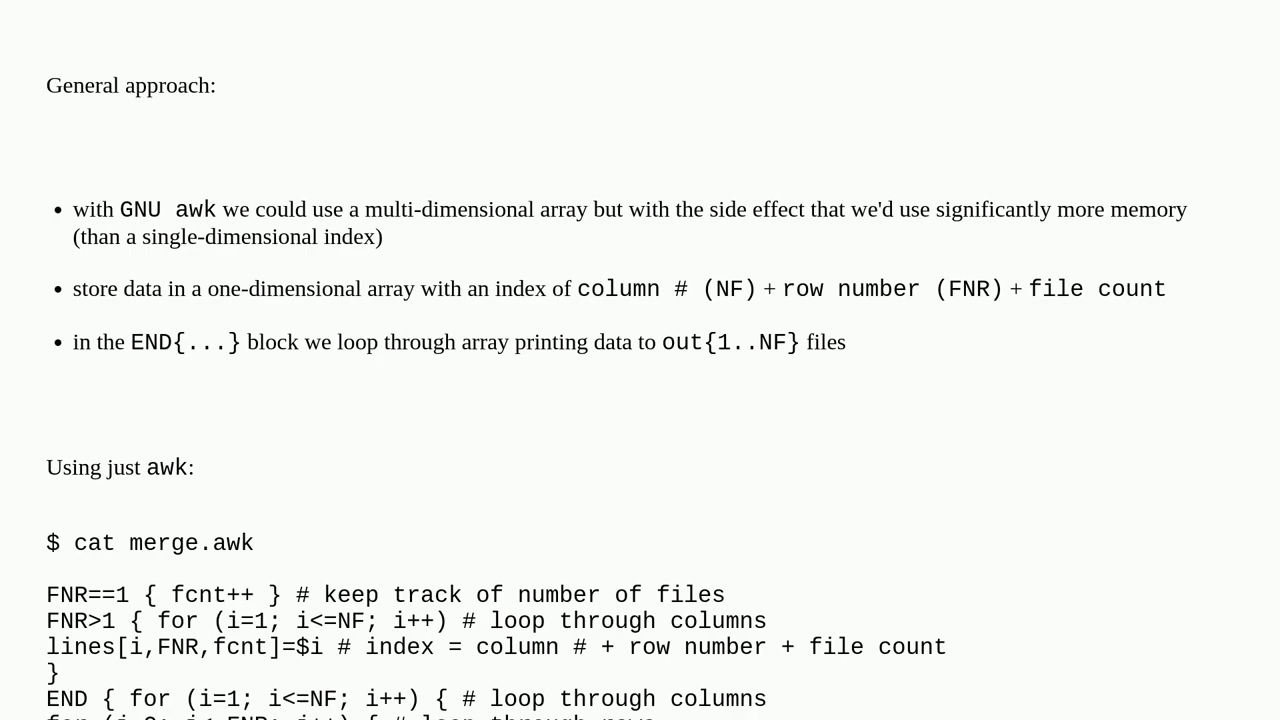 General approach:
• with GNU awk we could use a multi-dimensional array but with the side effect that we'd use significantly more memory
(than a single-dimensional index)
• store data in a one-dimensional array with an index of column # (NF) + row number (FNR) + file count
• in the END{...} block we loop through array printing data to out{1..NF} files
Using just awk:
$ cat merge.awk
FNR==1 { fcnt++ } # keep track of number of files
FNR>1 { for (i=1; i<=NF; i++) # loop through columns
lines[i,FNR,fcnt]=$i # index = column # + row number + file count
}
END { for (i=1; i<=NF; i++) { # loop through columns